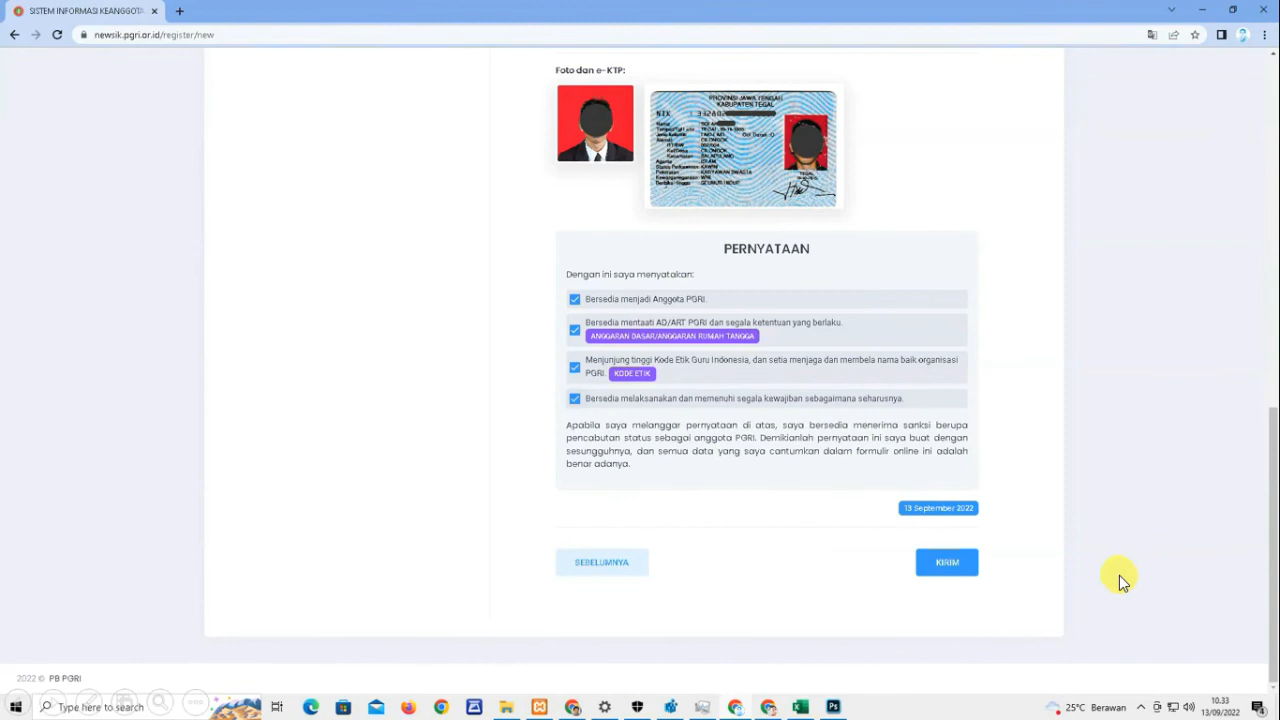 SISTEM INFORMASI KEANGGOTA
newsik.pgri.or.id/register/new
Foto dan e-KTP:
PROVINSI JAWA TENGAH
KABUPATEN TEGAL
NIK
PERNYATAAN
Dengan ini saya menyatakan:
Bersedia menjadi Anggota PGRI.
Bersedia mentaati AD/ART PGRI dan segala ketentuan yang berlaku.
ANGGARAN DASAR/ANGGARAN RUMAH TANGGA
Menjunjung tinggi Kode Etik Guru Indonesia, dan setia menjaga dan membela nama baik organisasi
PGRI. KODE ETIK
Bersedia melaksanakan dan memenuhi segala kewajiban sebagaimana seharusnya.
Apabila saya melanggar pernyataan di atas, saya bersedia menerima sanksi berupa
pencabutan status sebagai anggota PGRI. Demikianlah pernyataan ini saya buat dengan
sesungguhnya, dan semua data yang saya cantumkan dalam formulir online ini adalah
benar adanya.
13 September 2022
SEBELUMNYA
KIRIM
2022 © PB PGRI
Type here to search
25°C Berawan
10.33
13/09/2022